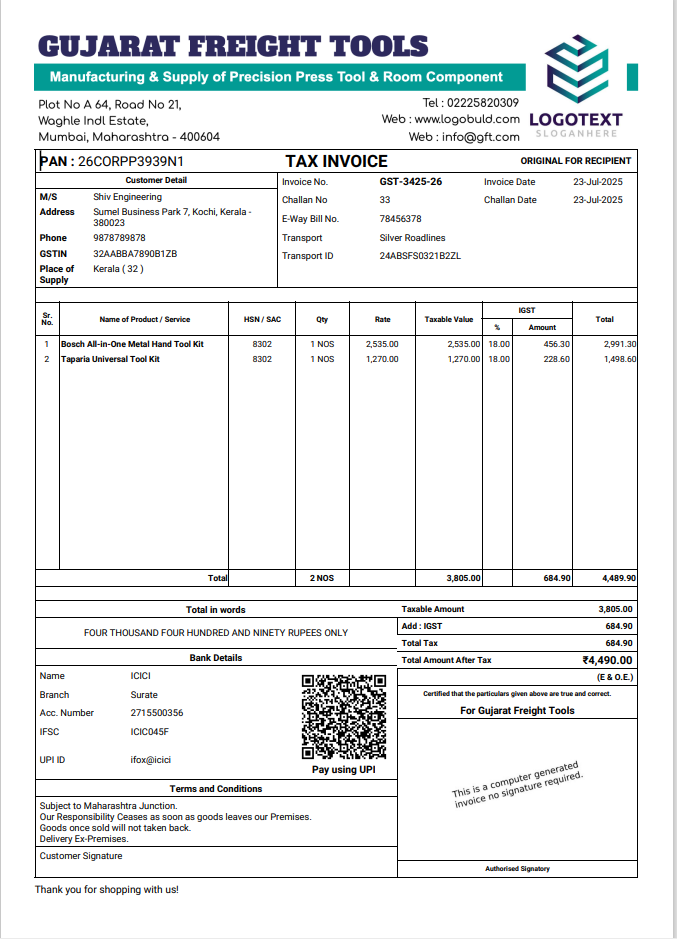 GUJARAT FREIGHT TOOLS
Manufacturing & Supply of Precision Press Tool & Room Component
Plot No A 64, Road No 21,
Waghle Indl Estate,
Mumbai, Maharashtra - 400604
Tel : 02225820309
Web : www.logobuld.com
Web : info@gft.com
LOGOTEXT
SLOGANHERE
PAN : 26CORPP3939N1 TAX INVOICE ORIGINAL FOR RECIPIENT
Customer Detail
M/S Shiv Engineering
Address Sumel Business Park 7, Kochi, Kerala -
380023
Phone 9878789878
GSTIN 32AABBA7890B1ZB
Place of Kerala ( 32 )
Supply
Invoice No. GST-3425-26 Invoice Date 23-Jul-2025
Challan No 33 Challan Date 23-Jul-2025
E-Way Bill No. 78456378
Transport Silver Roadlines
Transport ID 24ABSFS0321B2ZL
Sr. No. Name of Product / Service HSN / SAC Qty Rate Taxable Value IGST Total
% Amount
1 Bosch All-in-One Metal Hand Tool Kit 8302 1 NOS 2,535.00 2,535.00 18.00 456.30 2,991.30
2 Taparia Universal Tool Kit 8302 1 NOS 1,270.00 1,270.00 18.00 228.60 1,498.60
Total 2 NOS 3,805.00 684.90 4,489.90
Total in words
FOUR THOUSAND FOUR HUNDRED AND NINETY RUPEES ONLY
Bank Details
Name ICICI
Branch Surate
Acc. Number 2715500356
IFSC ICIC045F
UPI ID ifox@icici
Pay using UPI
Terms and Conditions
Subject to Maharashtra Junction.
Our Responsibility Ceases as soon as goods leaves our Premises.
Goods once sold will not taken back.
Delivery Ex-Premises.
Customer Signature
Taxable Amount 3,805.00
Add : IGST 684.90
Total Tax 684.90
Total Amount After Tax ₹4,490.00
(E & O.E.)
Certified that the particulars given above are true and correct.
For Gujarat Freight Tools
This is a computer generated
invoice no signature required.
Authorised Signatory
Thank you for shopping with us!